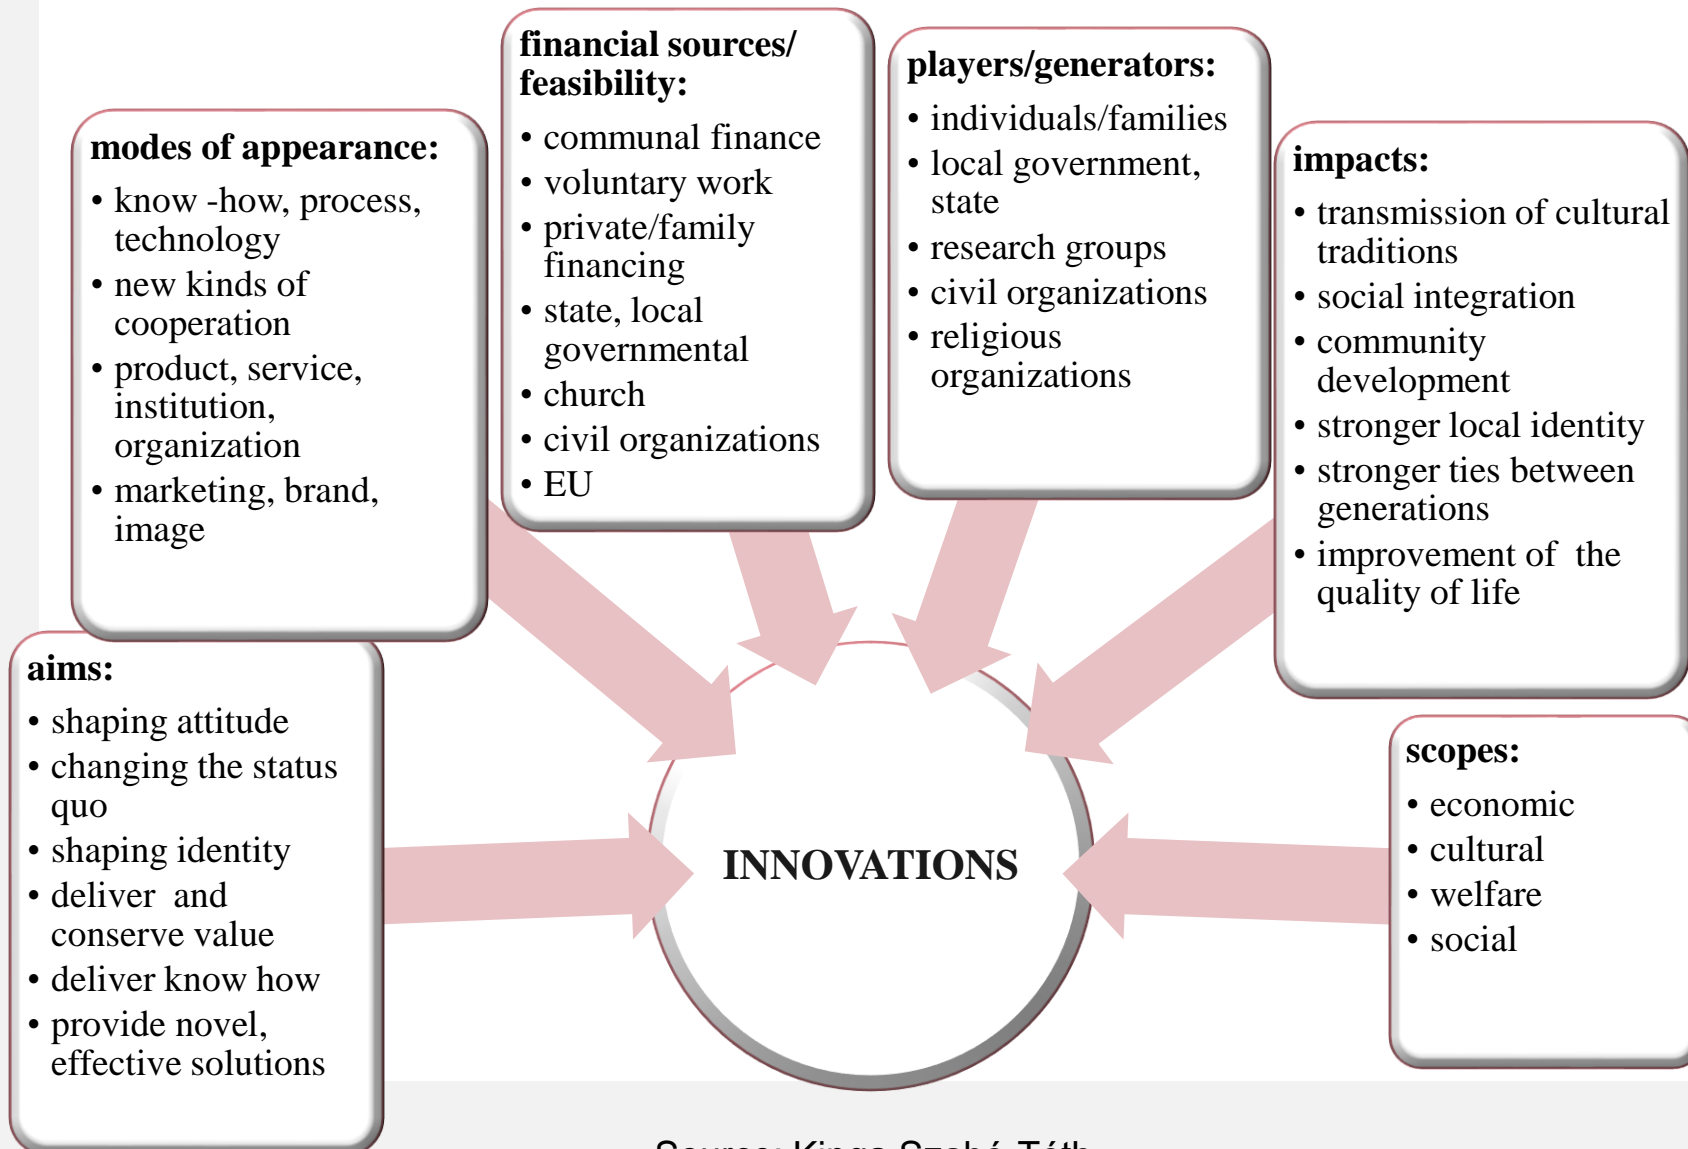 financial sources/
feasibility:
• communal finance
• voluntary work
• private/family
financing
• state, local
governmental
• church
• civil organizations
• EU
players/generators:
• individuals/families
• local government,
state
• research groups
• civil organizations
• religious
organizations
modes of appearance:
• know -how, process,
technology
• new kinds of
cooperation
• product, service,
institution,
organization
• marketing, brand,
image
impacts:
• transmission of cultural
traditions
• social integration
• community
development
• stronger local identity
• stronger ties between
generations
• improvement of  the
quality of life
aims:
• shaping attitude
• changing the status
quo
• shaping identity
• deliver  and
conserve value
• deliver know how
• provide novel,
effective solutions
scopes:
• economic
• cultural
• welfare
• social
INNOVATIONS
Source: Kinga Szabó-Tóth